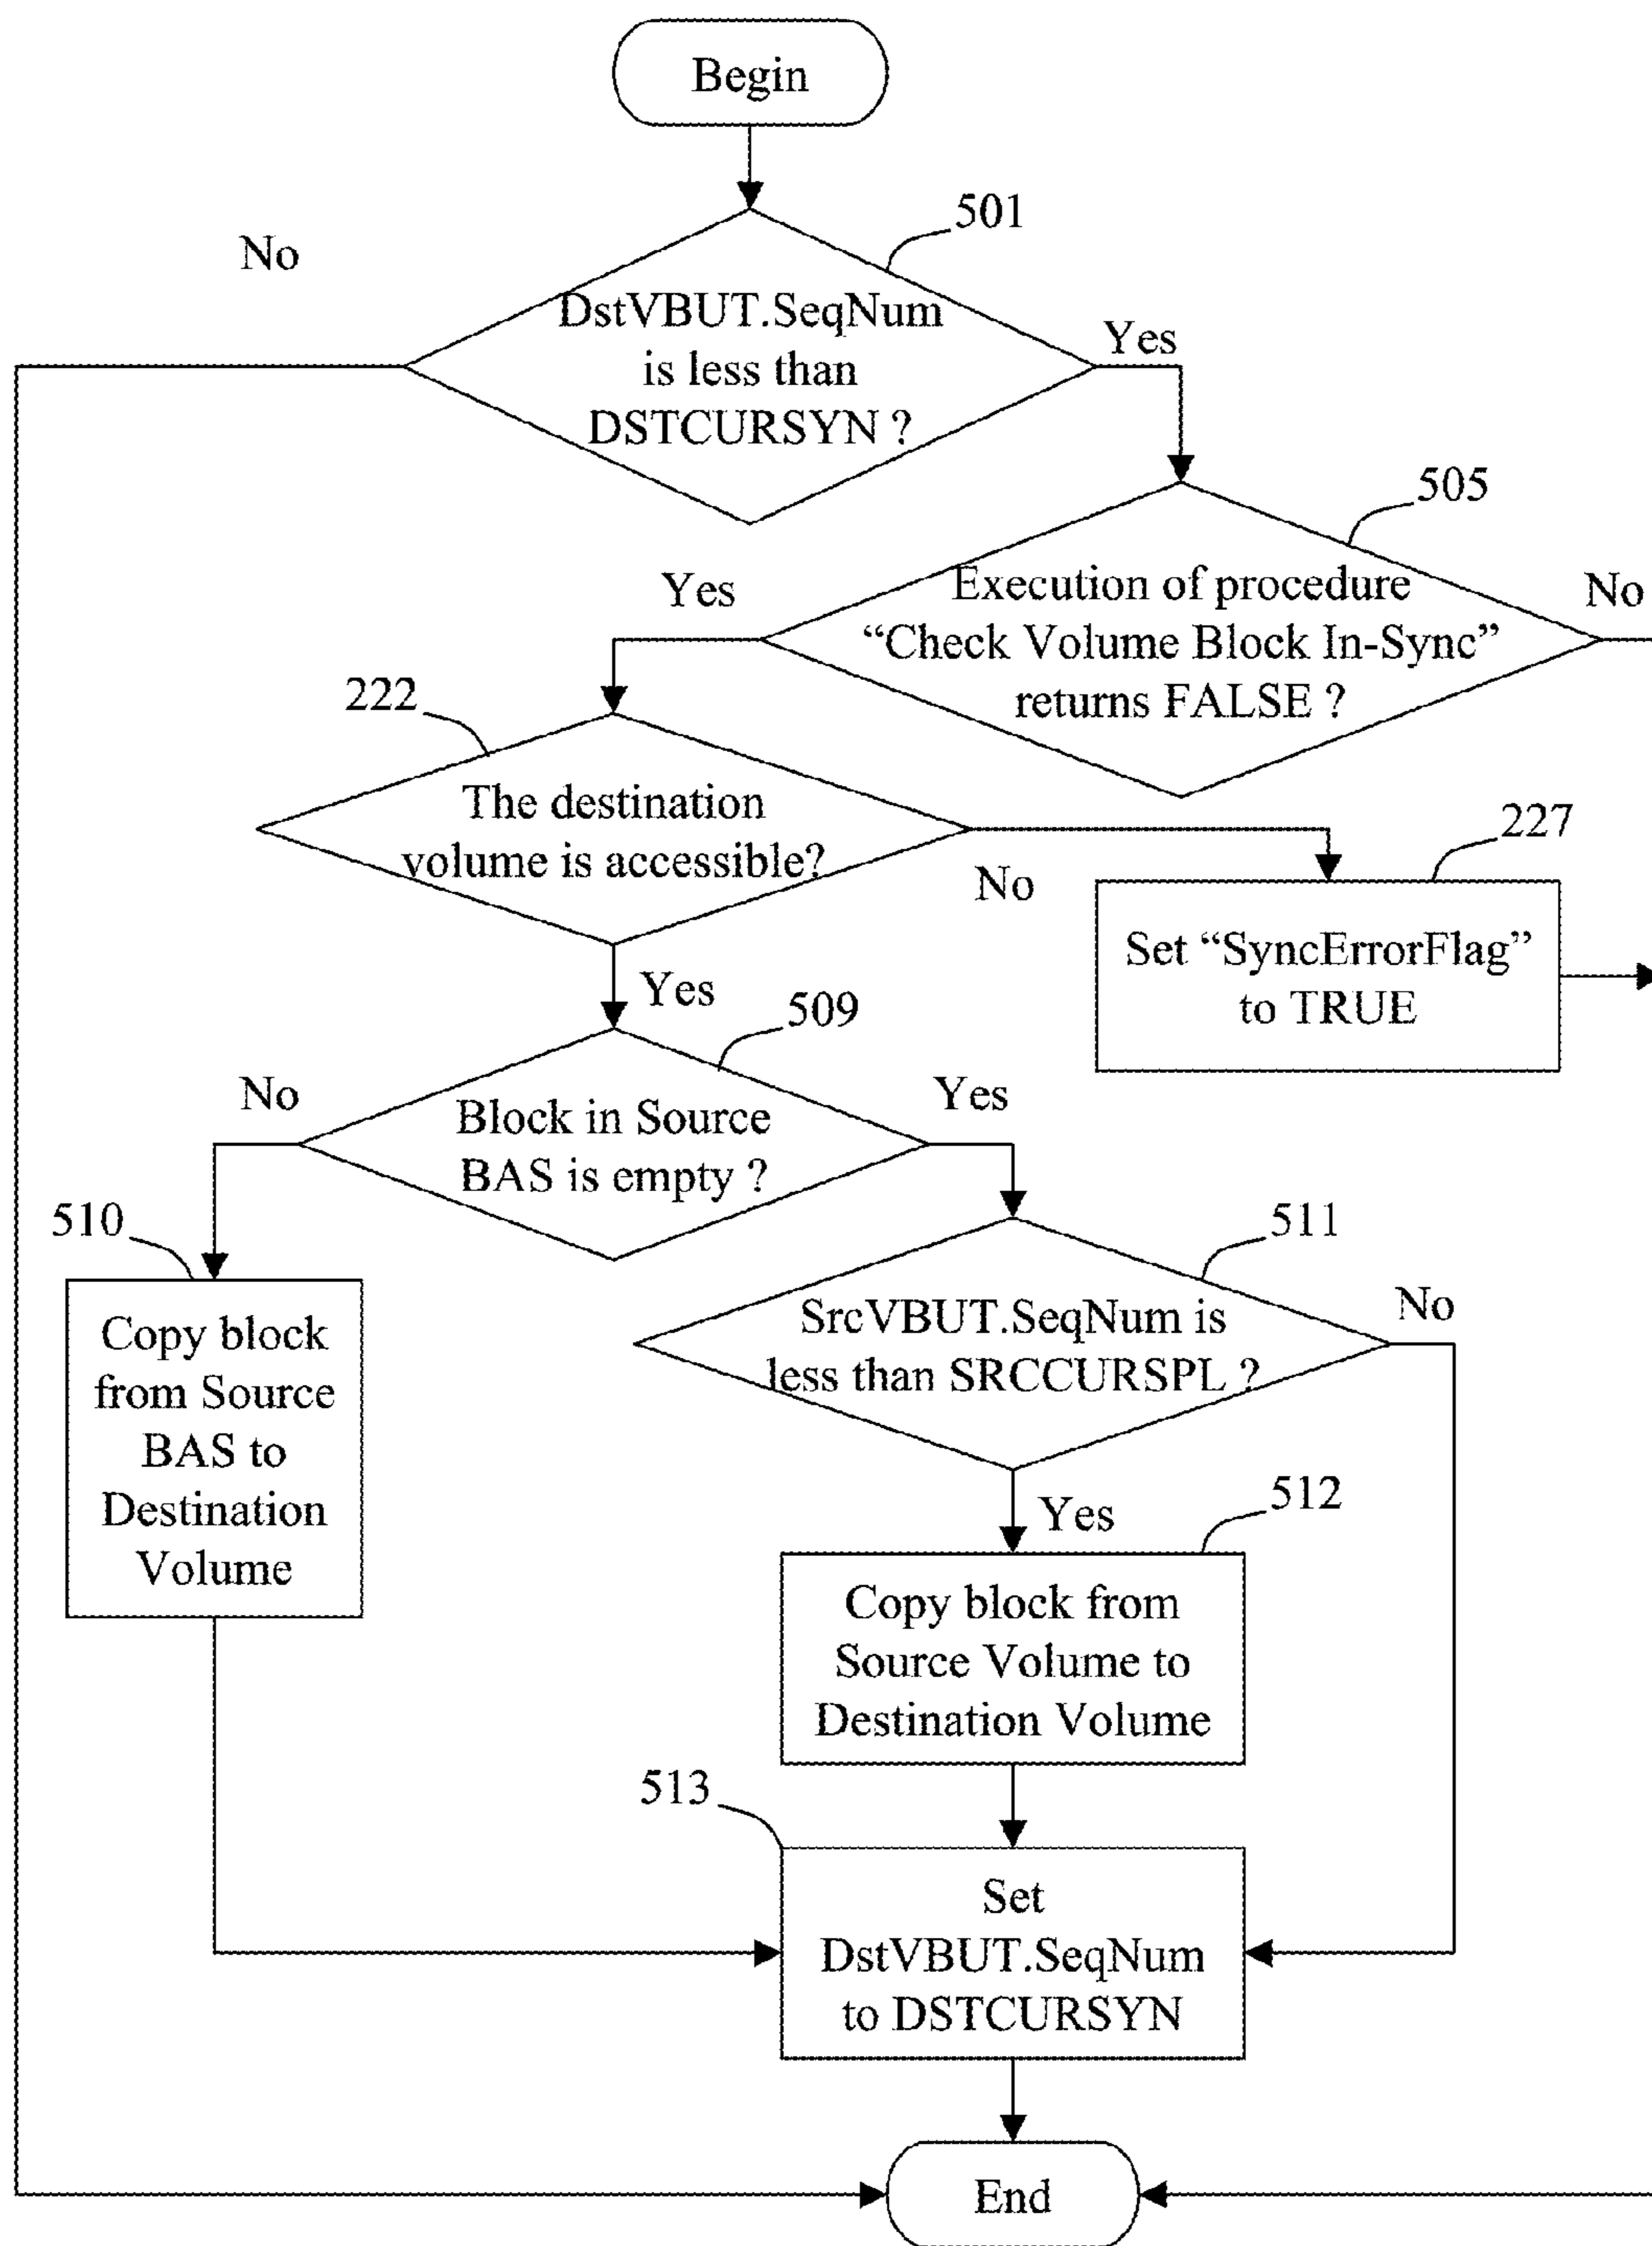 Begin
501
No
DstVBUT.SeqNum
is less than
DSTCURSYN ?
Yes
505
Execution of procedure
“Check Volume Block In-Sync”
returns FALSE ?
Yes
No
222
The destination
volume is accessible?
No
227
Set “SyncErrorFlag”
to TRUE
Yes
509
No
Block in Source
BAS is empty ?
Yes
510
Copy block
from Source
BAS to
Destination
Volume
511
SrcVBUT.SeqNum is
less than SRCCURSPL ?
No
Yes
512
Copy block from
Source Volume to
Destination Volume
513
Set
DstVBUT.SeqNum
to DSTCURSYN
End